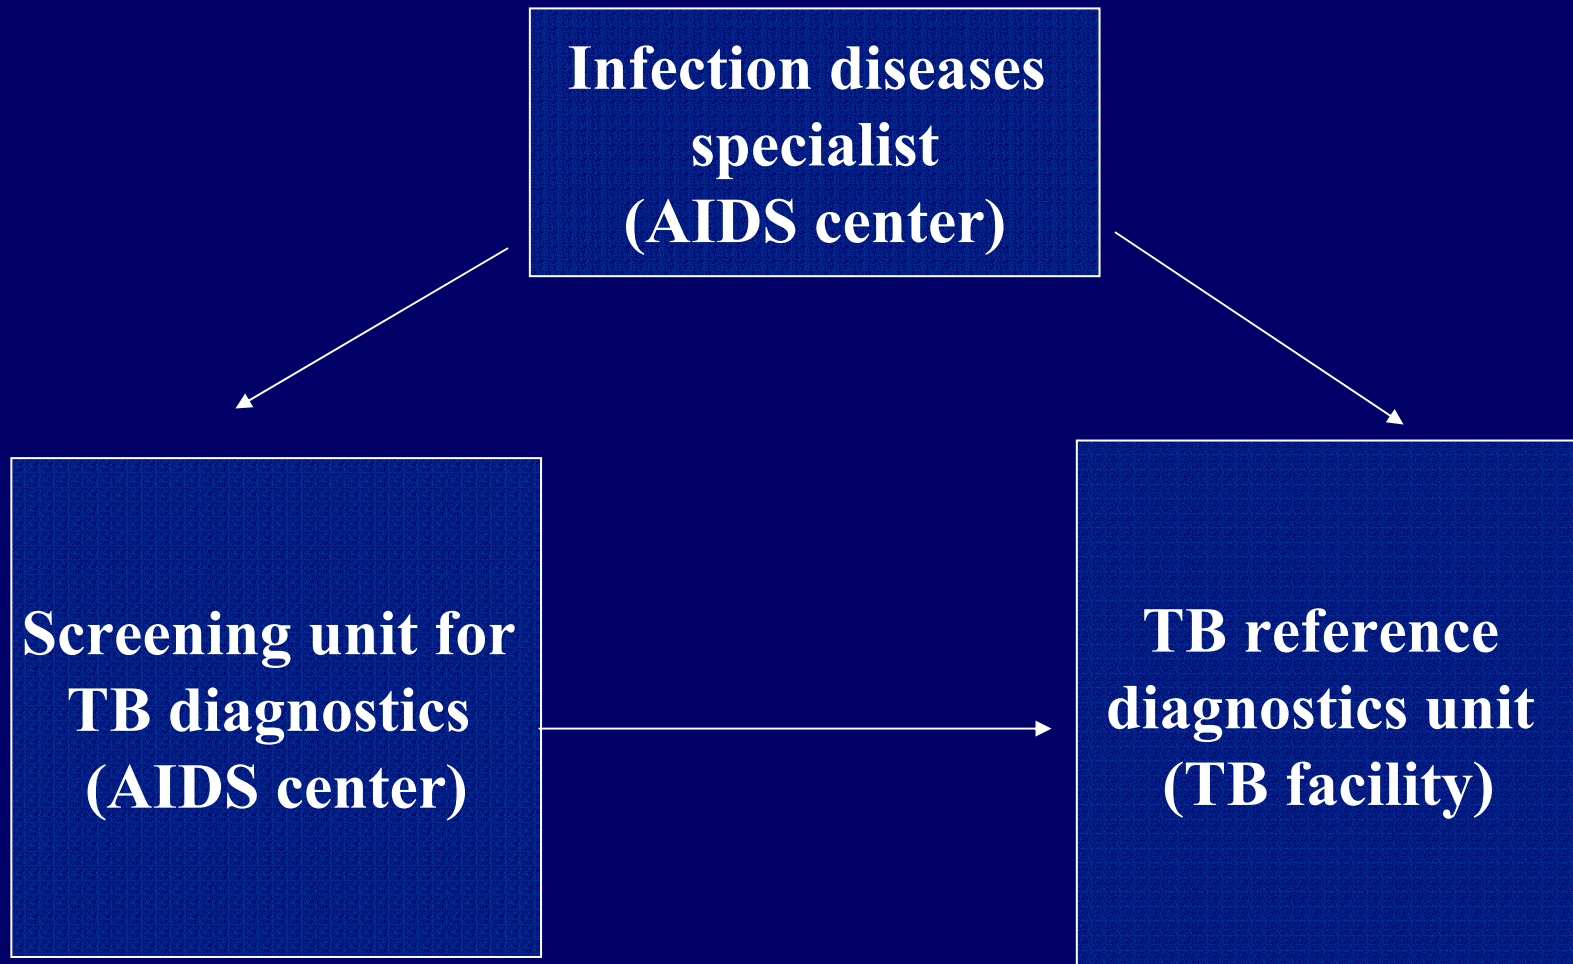 Infection diseases
specialist
(AIDS center)
Screening unit for
TB diagnostics
(AIDS center)
TB reference
diagnostics unit
(TB facility)